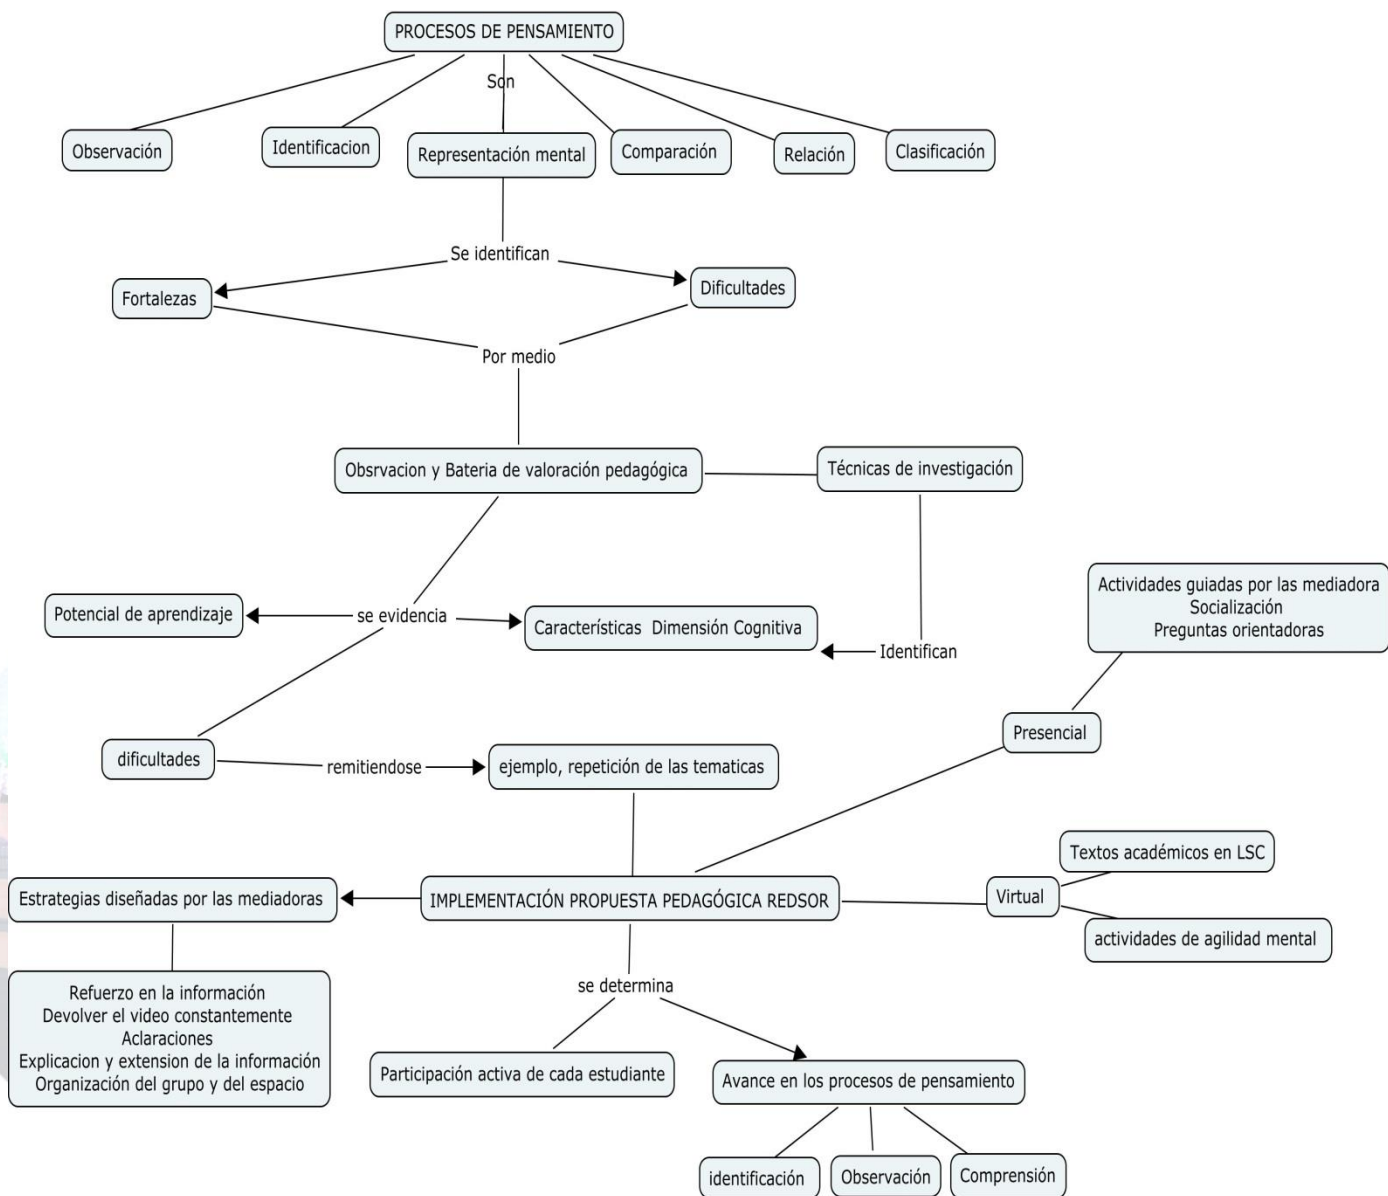 PROCESOS DE PENSAMIENTO
Son
Observación
Identificacion
Representación mental
Comparación
Relación
Clasificación
Se identifican
Fortalezas
Dificultades
Por medio
Obsrvacion y Bateria de valoración pedagógica
Técnicas de investigación
Potencial de aprendizaje
se evidencia
Característícas Dimensión Cognitiva
Identifican
Actividades guiadas por las mediadora
Socialización
Preguntas orientadoras
Presencial
dificultades
remitiendose
ejemplo, repetición de las tematicas
Textos académicos en LSC
Estrategias diseñadas por las mediadoras
IMPLEMENTACIÓN PROPUESTA PEDAGÓGICA REDSOR
Virtual
actividades de agilidad mental
Refuerzo en la información
Devolver el video constantemente
Aclaraciones
Explicacion y extension de la información
Organización del grupo y del espacio
se determina
Participación activa de cada estudiante
Avance en los procesos de pensamiento
identificación
Observación
Comprensión